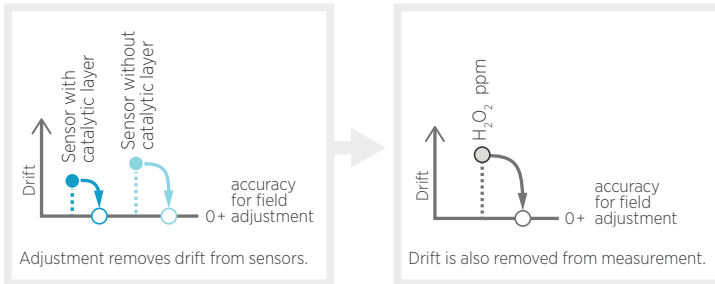 Drift
Sensor with
catalytic layer
Sensor without
catalytic layer
accuracy
for field
0+ adjustment
Adjustment removes drift from sensors.
Drift
H₂O₂ ppm
accuracy
for field
0+ adjustment
Drift is also removed from measurement.